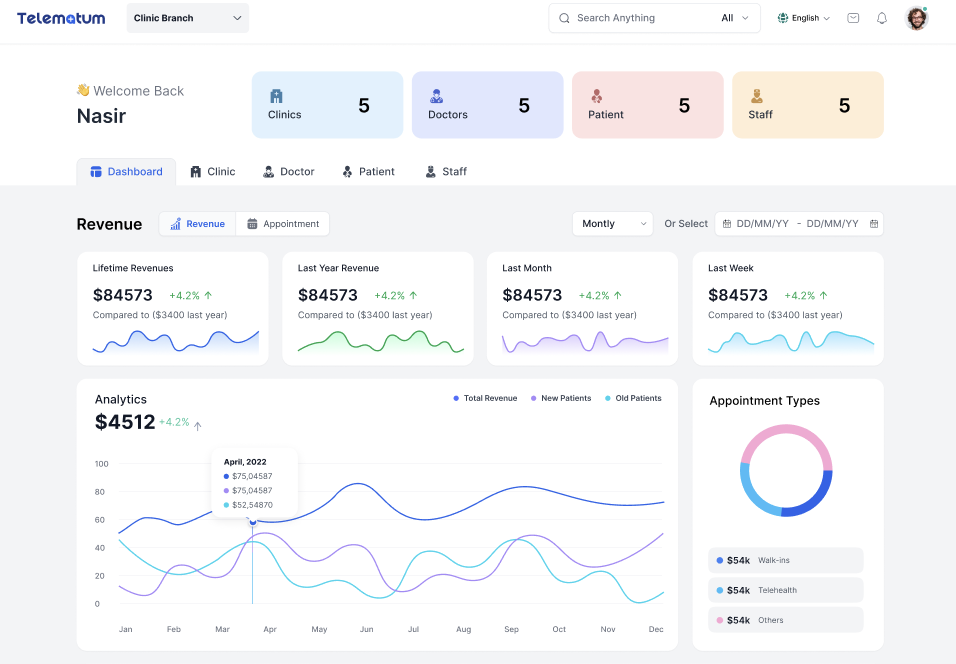 Telematum
Clinic Branch
Search Anything
All
English
Welcome Back
Nasir
Clinics
5
Doctors
5
Patient
5
Staff
5
Dashboard
Clinic
Doctor
Patient
Staff
Revenue
Revenue
Appointment
Montly
Or Select
DD/MM/YY - DD/MM/YY
Lifetime Revenues
$84573 +4.2%
Compared to ($3400 last year)
Last Year Revenue
$84573 +4.2%
Compared to ($3400 last year)
Last Month
$84573 +4.2%
Compared to ($3400 last year)
Last Week
$84573 +4.2%
Compared to ($3400 last year)
Analytics
$4512 +4.2%
Total Revenue
New Patients
Old Patients
April, 2022
$75,04587
$75,04587
$52,54870
100
80
60
40
20
0
Jan Feb Mar Apr May Jun Jul Aug Sep Oct Nov Dec
Appointment Types
$54k Walk-ins
$54k Telehealth
$54k Others